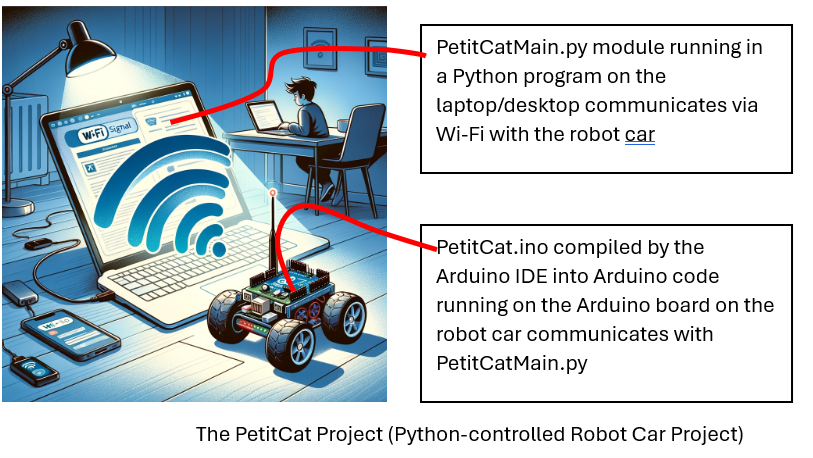 WiFi Signal
PetitCatMain.py module running in
a Python program on the
laptop/desktop communicates via
Wi-Fi with the robot car
PetitCat.ino compiled by the
Arduino IDE into Arduino code
running on the Arduino board on the
robot car communicates with
PetitCatMain.py
The PetitCat Project (Python-controlled Robot Car Project)